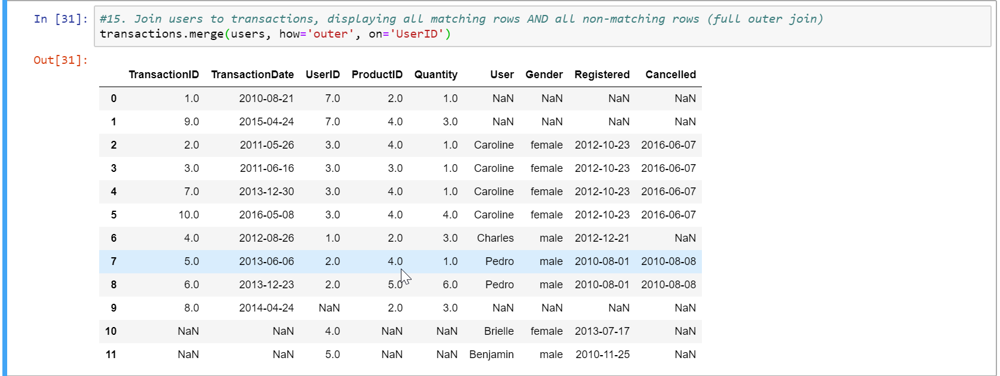 In [31]: #15. Join users to transactions, displaying all matching rows AND all non-matching rows (full outer join)
transactions.merge(users, how='outer', on='UserID')
Out[31]:
TransactionID TransactionDate UserID ProductID Quantity User Gender Registered Cancelled
0 1.0 2010-08-21 7.0 2.0 1.0 NaN NaN NaN NaN
1 9.0 2015-04-24 7.0 4.0 3.0 NaN NaN NaN NaN
2 2.0 2011-05-26 3.0 4.0 1.0 Caroline female 2012-10-23 2016-06-07
3 3.0 2011-06-16 3.0 3.0 1.0 Caroline female 2012-10-23 2016-06-07
4 7.0 2013-12-30 3.0 4.0 1.0 Caroline female 2012-10-23 2016-06-07
5 10.0 2016-05-08 3.0 4.0 4.0 Caroline female 2012-10-23 2016-06-07
6 4.0 2012-08-26 1.0 2.0 3.0 Charles male 2012-12-21 NaN
7 5.0 2013-06-06 2.0 4.0 1.0 Pedro male 2010-08-01 2010-08-08
8 6.0 2013-12-23 2.0 5.0 6.0 Pedro male 2010-08-01 2010-08-08
9 8.0 2014-04-24 NaN 2.0 3.0 NaN NaN NaN NaN
10 NaN NaN 4.0 NaN NaN Brielle female 2013-07-17 NaN
11 NaN NaN 5.0 NaN NaN Benjamin male 2010-11-25 NaN